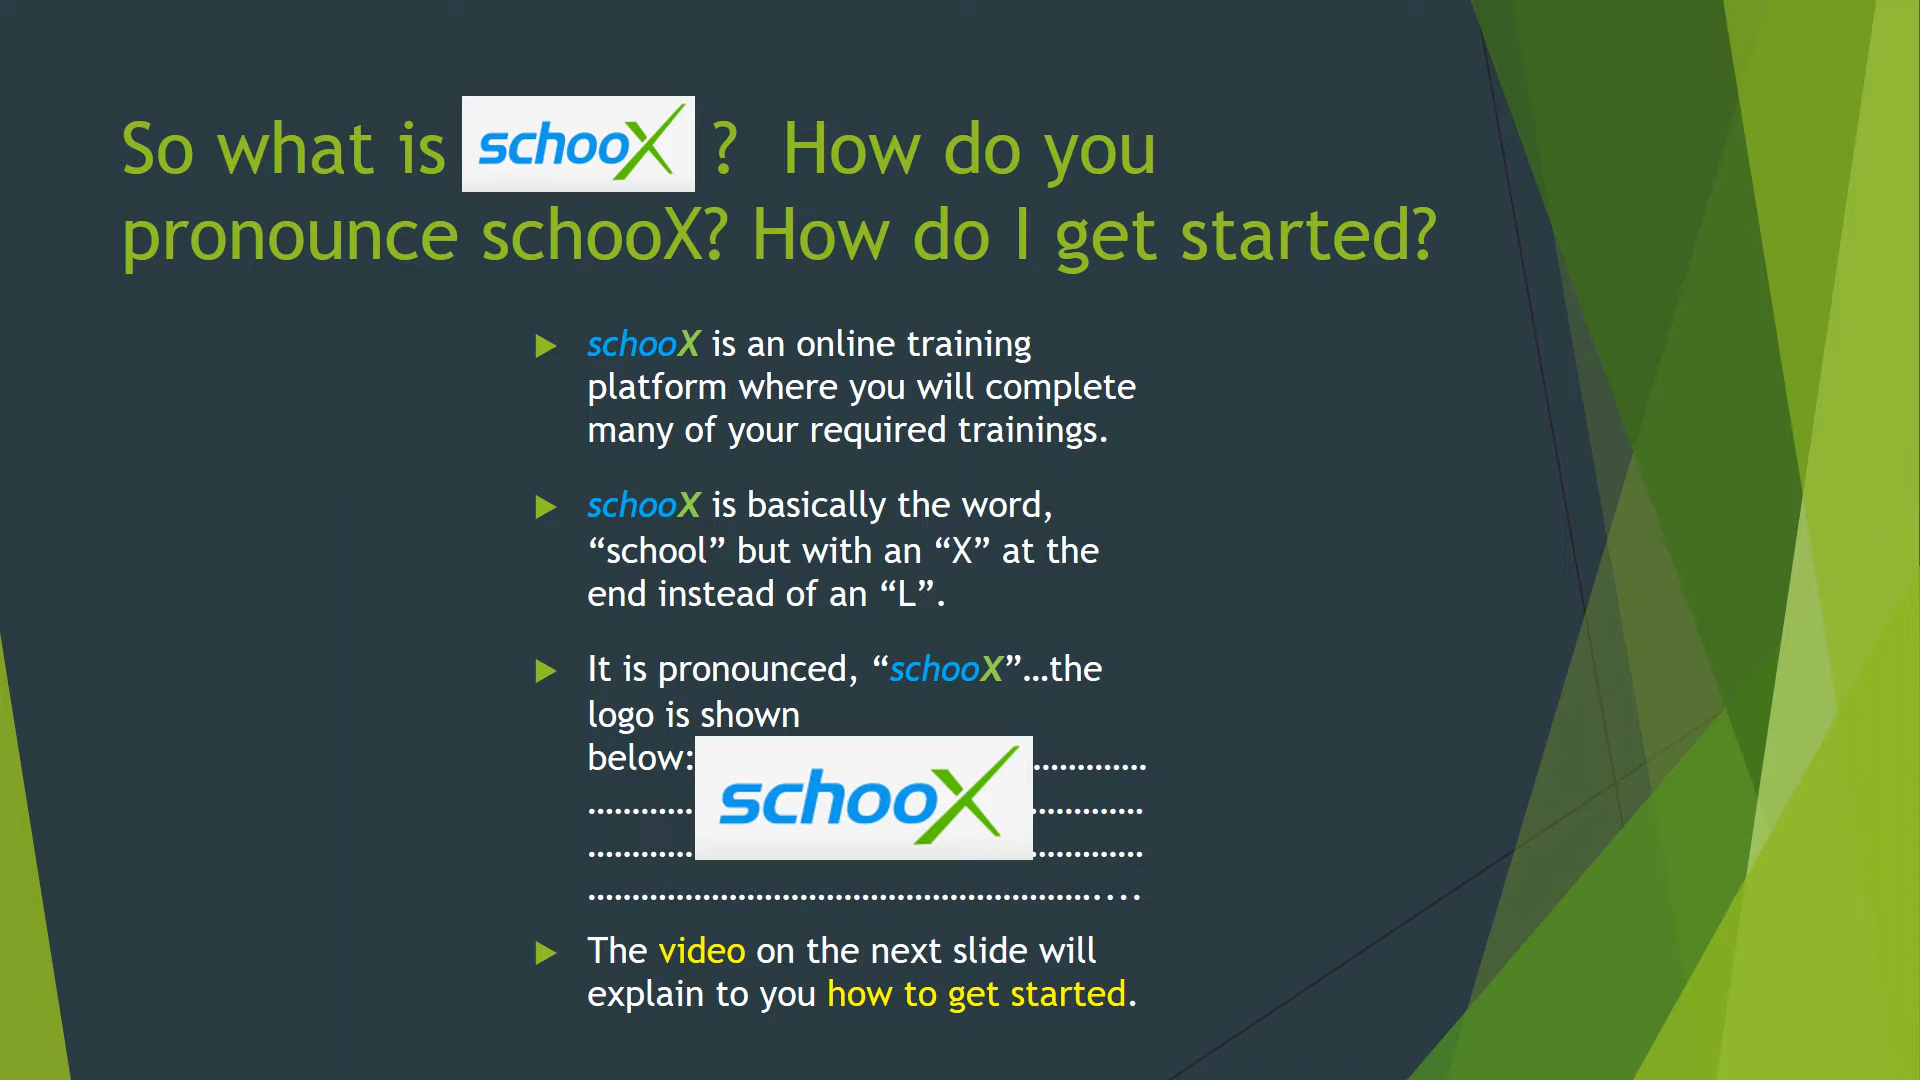 So what is schooX ? How do you
pronounce schooX? How do I get started?
schooX is an online training
platform where you will complete
many of your required trainings.
schooX is basically the word,
“school” but with an “X” at the
end instead of an “L”.
It is pronounced, “schooX”…the
logo is shown
below: schooX …………
………… …………
………… …………
…………………………………………………....
The video on the next slide will
explain to you how to get started.